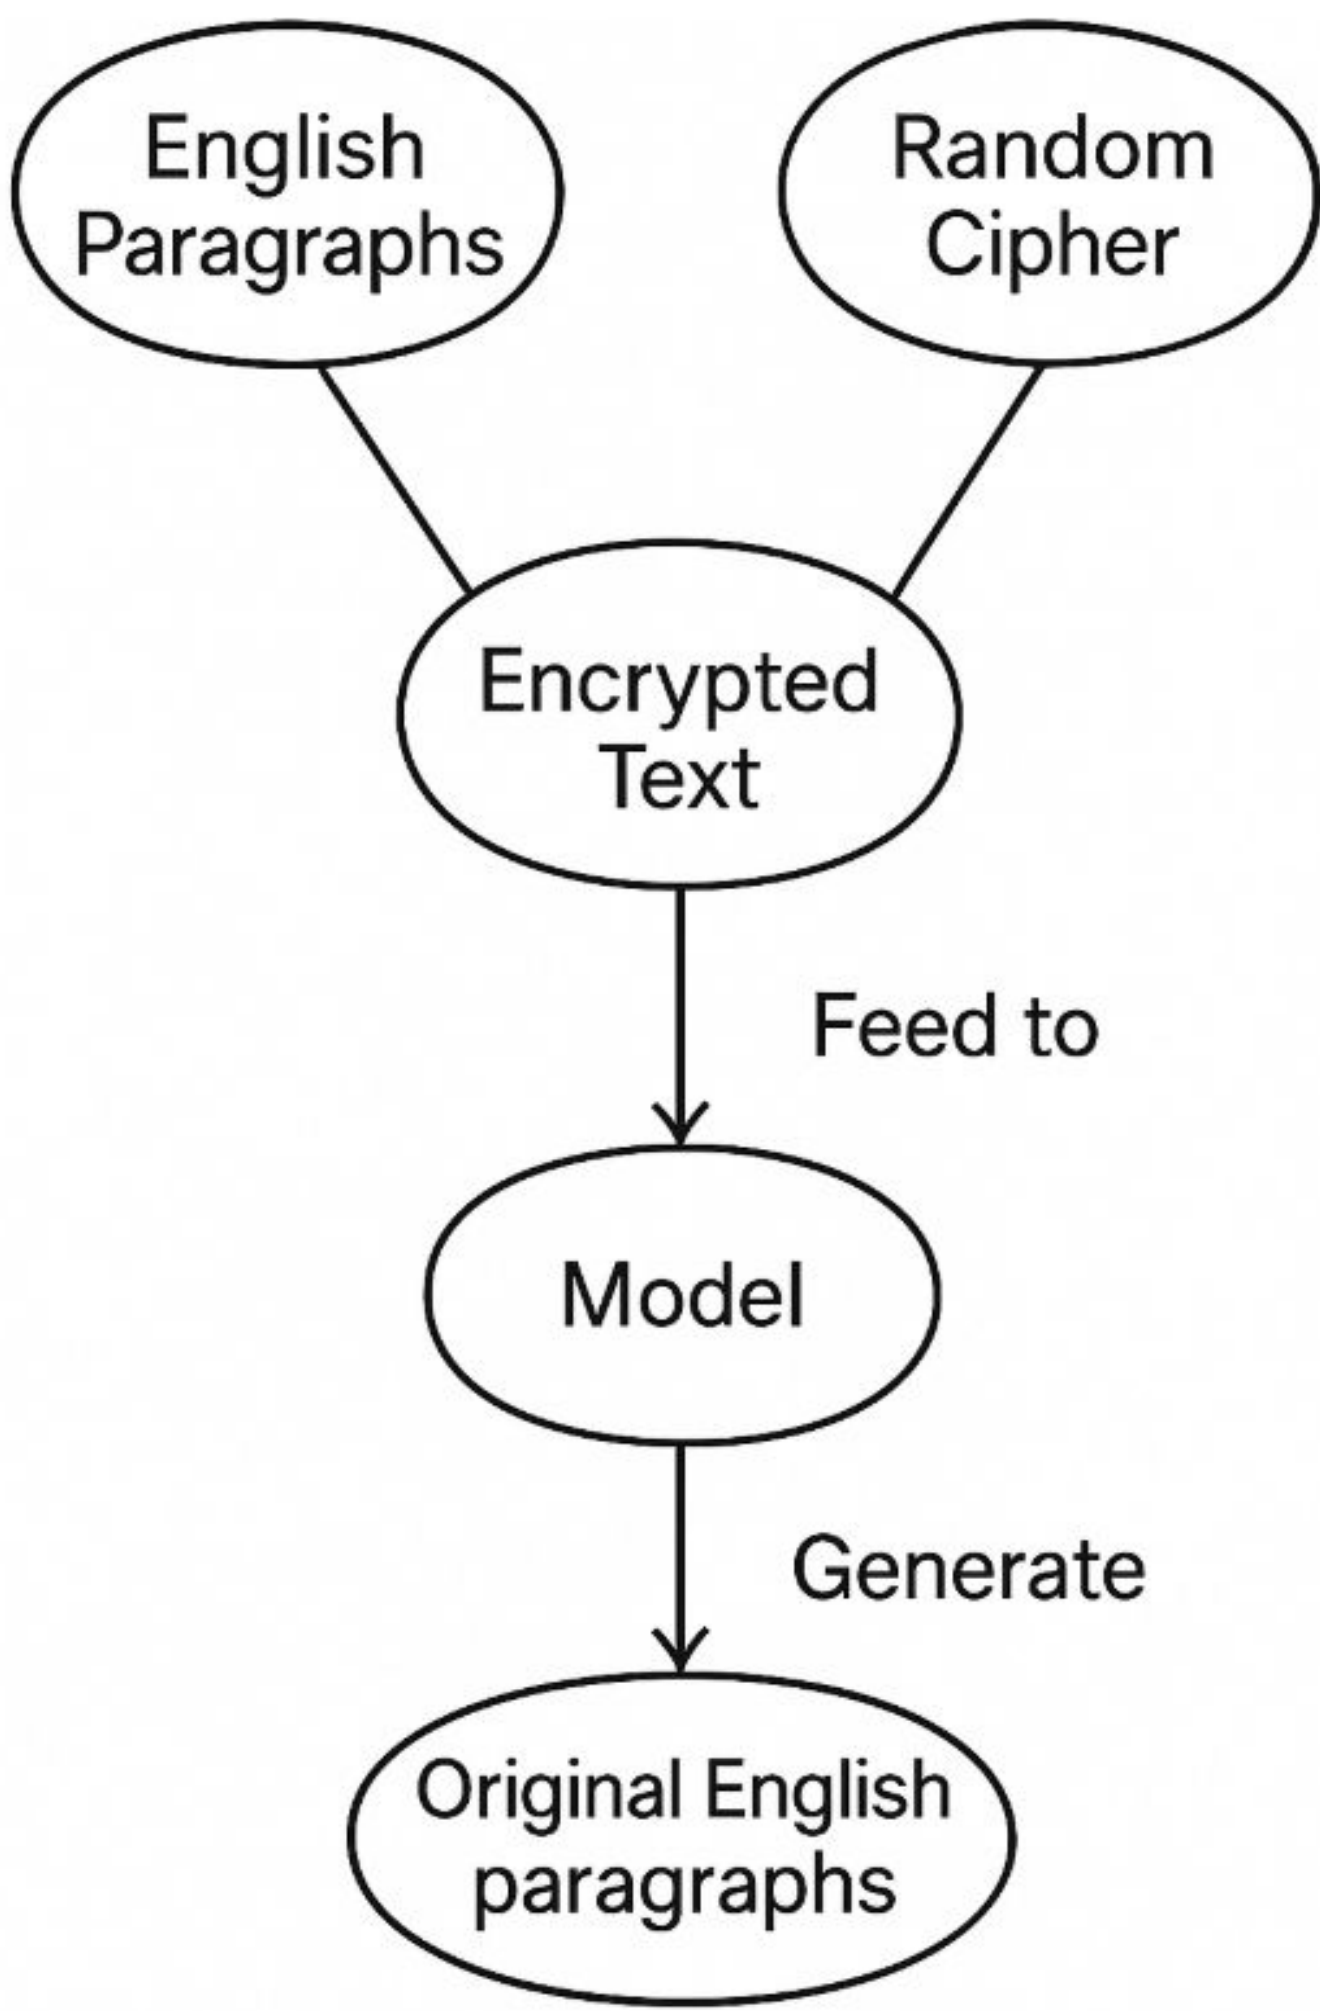 English
Paragraphs
Random
Cipher
Encrypted
Text
Feed to
Model
Generate
Original English
paragraphs